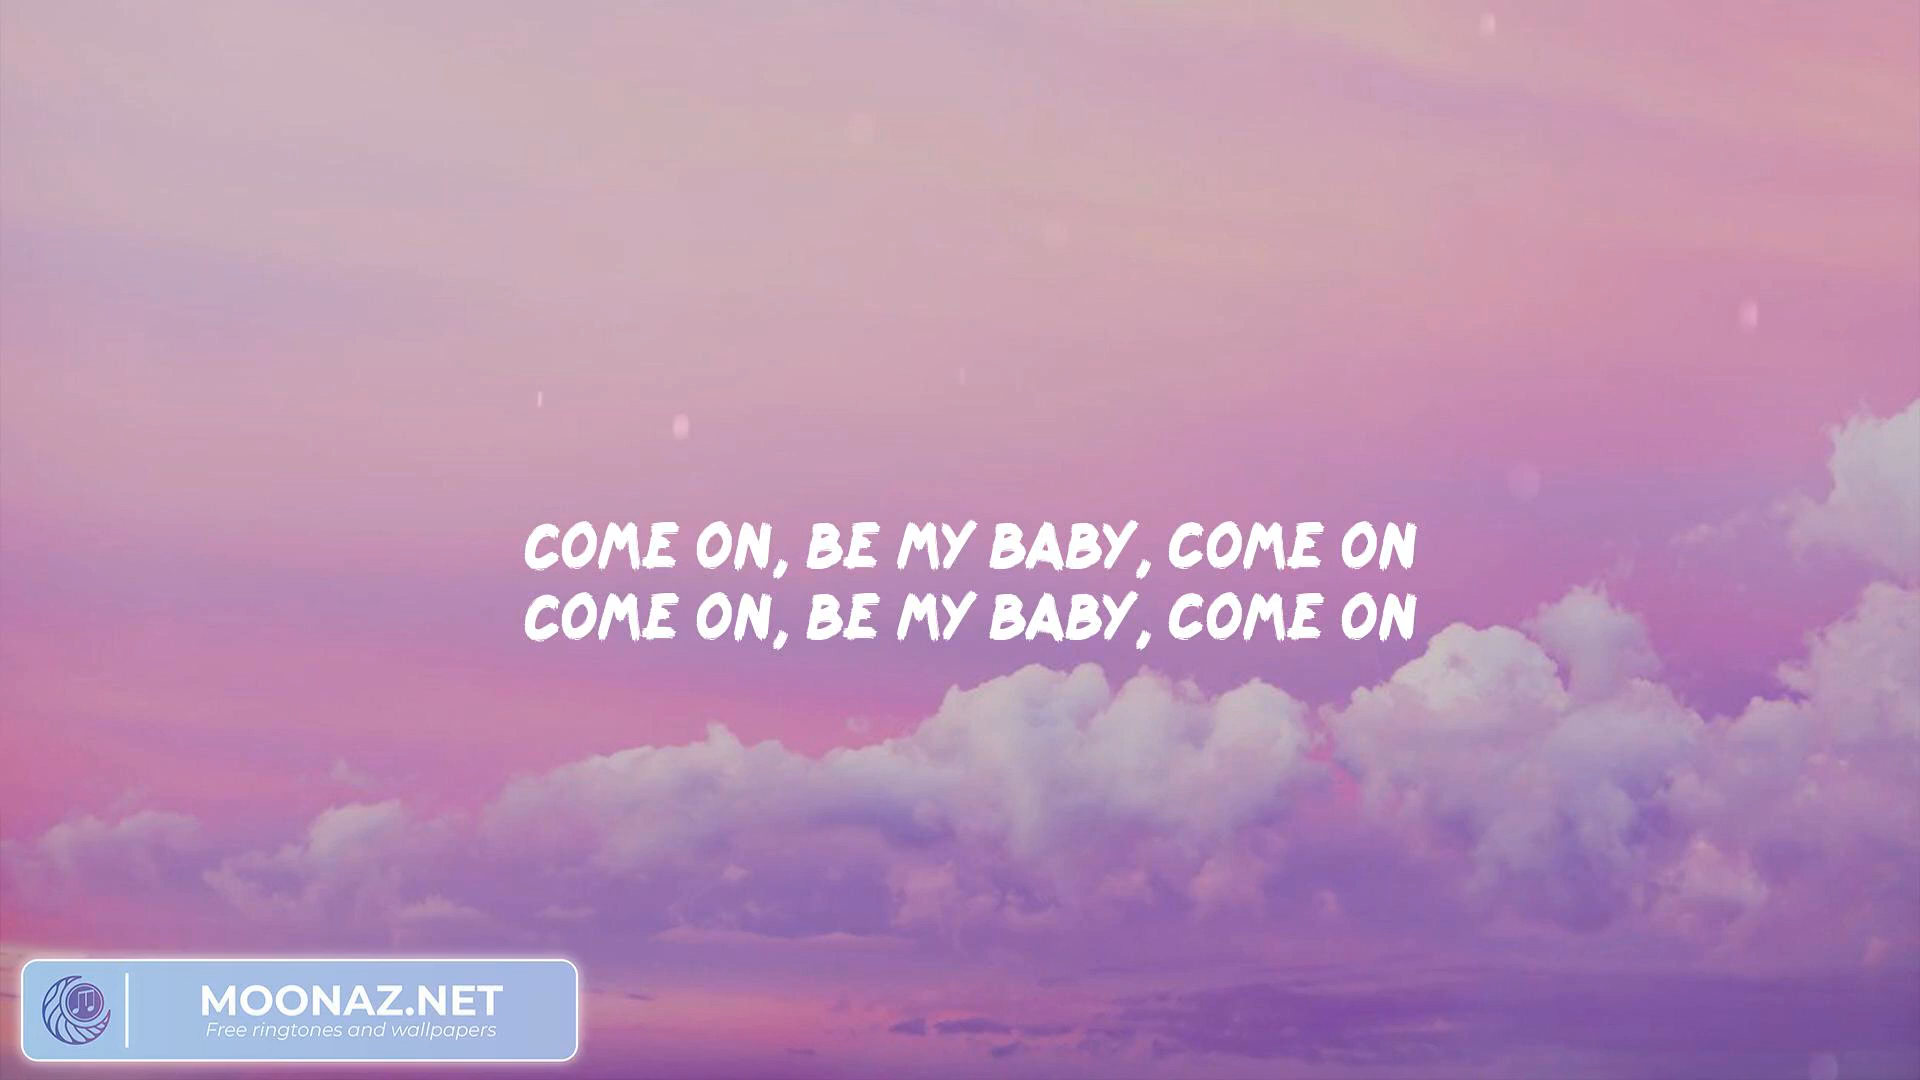 COME ON, BE MY BABY, COME ON
COME ON, BE MY BABY, COME ON
MOONAZ.NET
Free ringtones and wallpapers